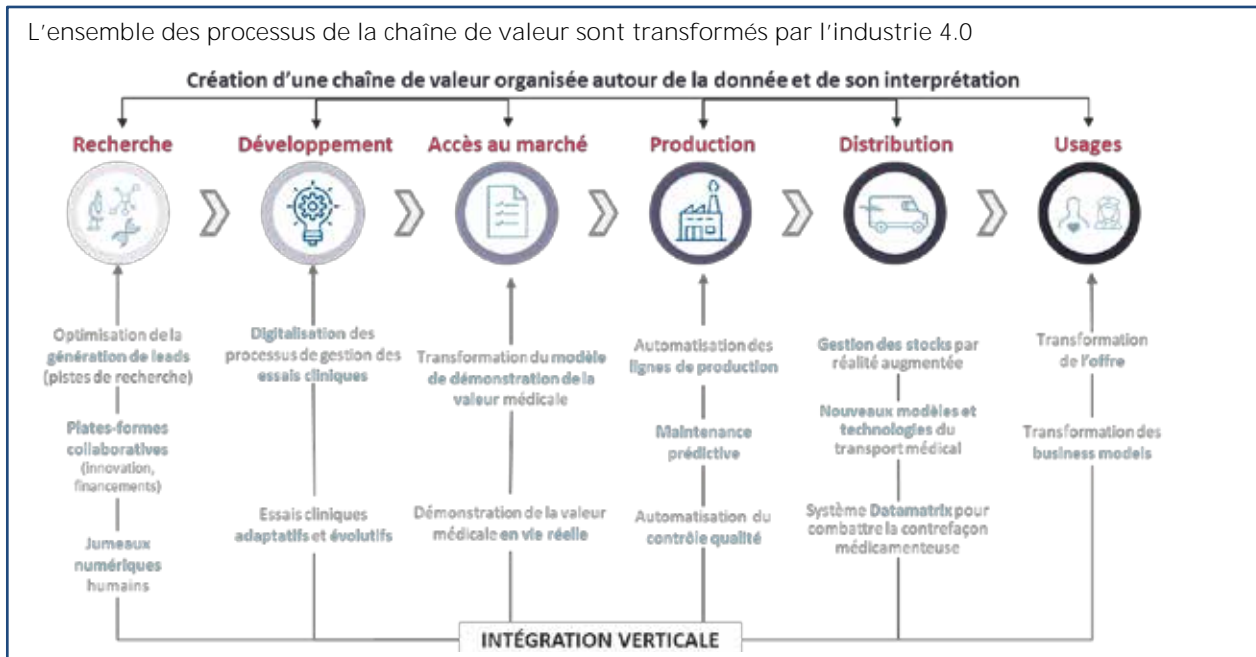 L'ensemble des processus de la chaîne de valeur sont transformés par l'industrie 4.0
Création d'une chaîne de valeur organisée autour de la donnée et de son interprétation
Recherche
Développement
Accès au marché
Production
Distribution
Usages
Optimisation de la
génération de leads
(pistes de recherche)
Plates-formes
collaboratives
(innovation,
financements)
Jumeaux
numériques
humains
Digitalisation des
processus de gestion des
essais cliniques
Essais cliniques
adaptatifs et évolutifs
Transformation du modèle
de démonstration de la
valeur médicale
Démonstration de la valeur
médicale en vie réelle
Automatisation des
lignes de production
Maintenance
prédictive
Automatisation du
contrôle qualité
Gestion des stocks par
réalité augmentée
Nouveaux modèles et
technologies du
transport médical
Système Datamatrix pour
combattre la contrefaçon
médicamenteuse
Transformation
de l'offre
Transformation des
business models
INTÉGRATION VERTICALE